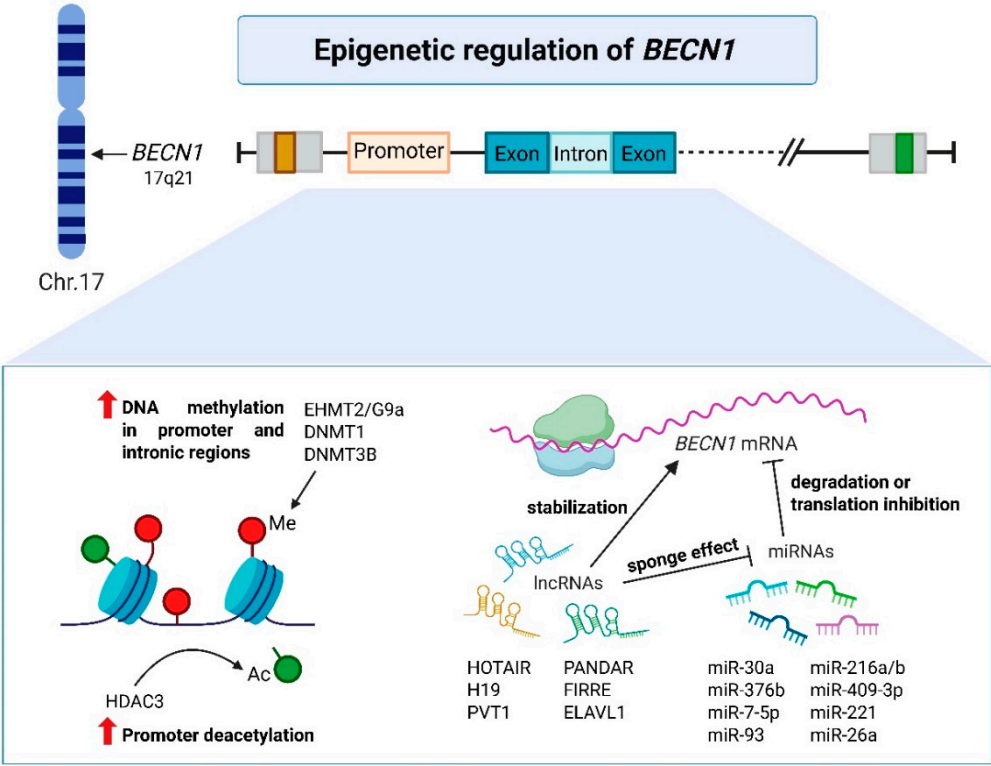 Epigenetic regulation of BECN1
BECN1
17q21
Promoter
Exon
Intron
Exon
Chr.17
DNA methylation
in promoter and
intronic regions
EHMT2/G9a
DNMT1
DNMT3B
Me
HDAC3
Ac
Promoter deacetylation
BECN1 mRNA
stabilization
degradation or
translation inhibition
lncRNAs
sponge effect
miRNAs
HOTAIR
H19
PVT1
PANDAR
FIRRE
ELAVL1
miR-30a
miR-376b
miR-7-5p
miR-93
miR-216a/b
miR-409-3p
miR-221
miR-26a